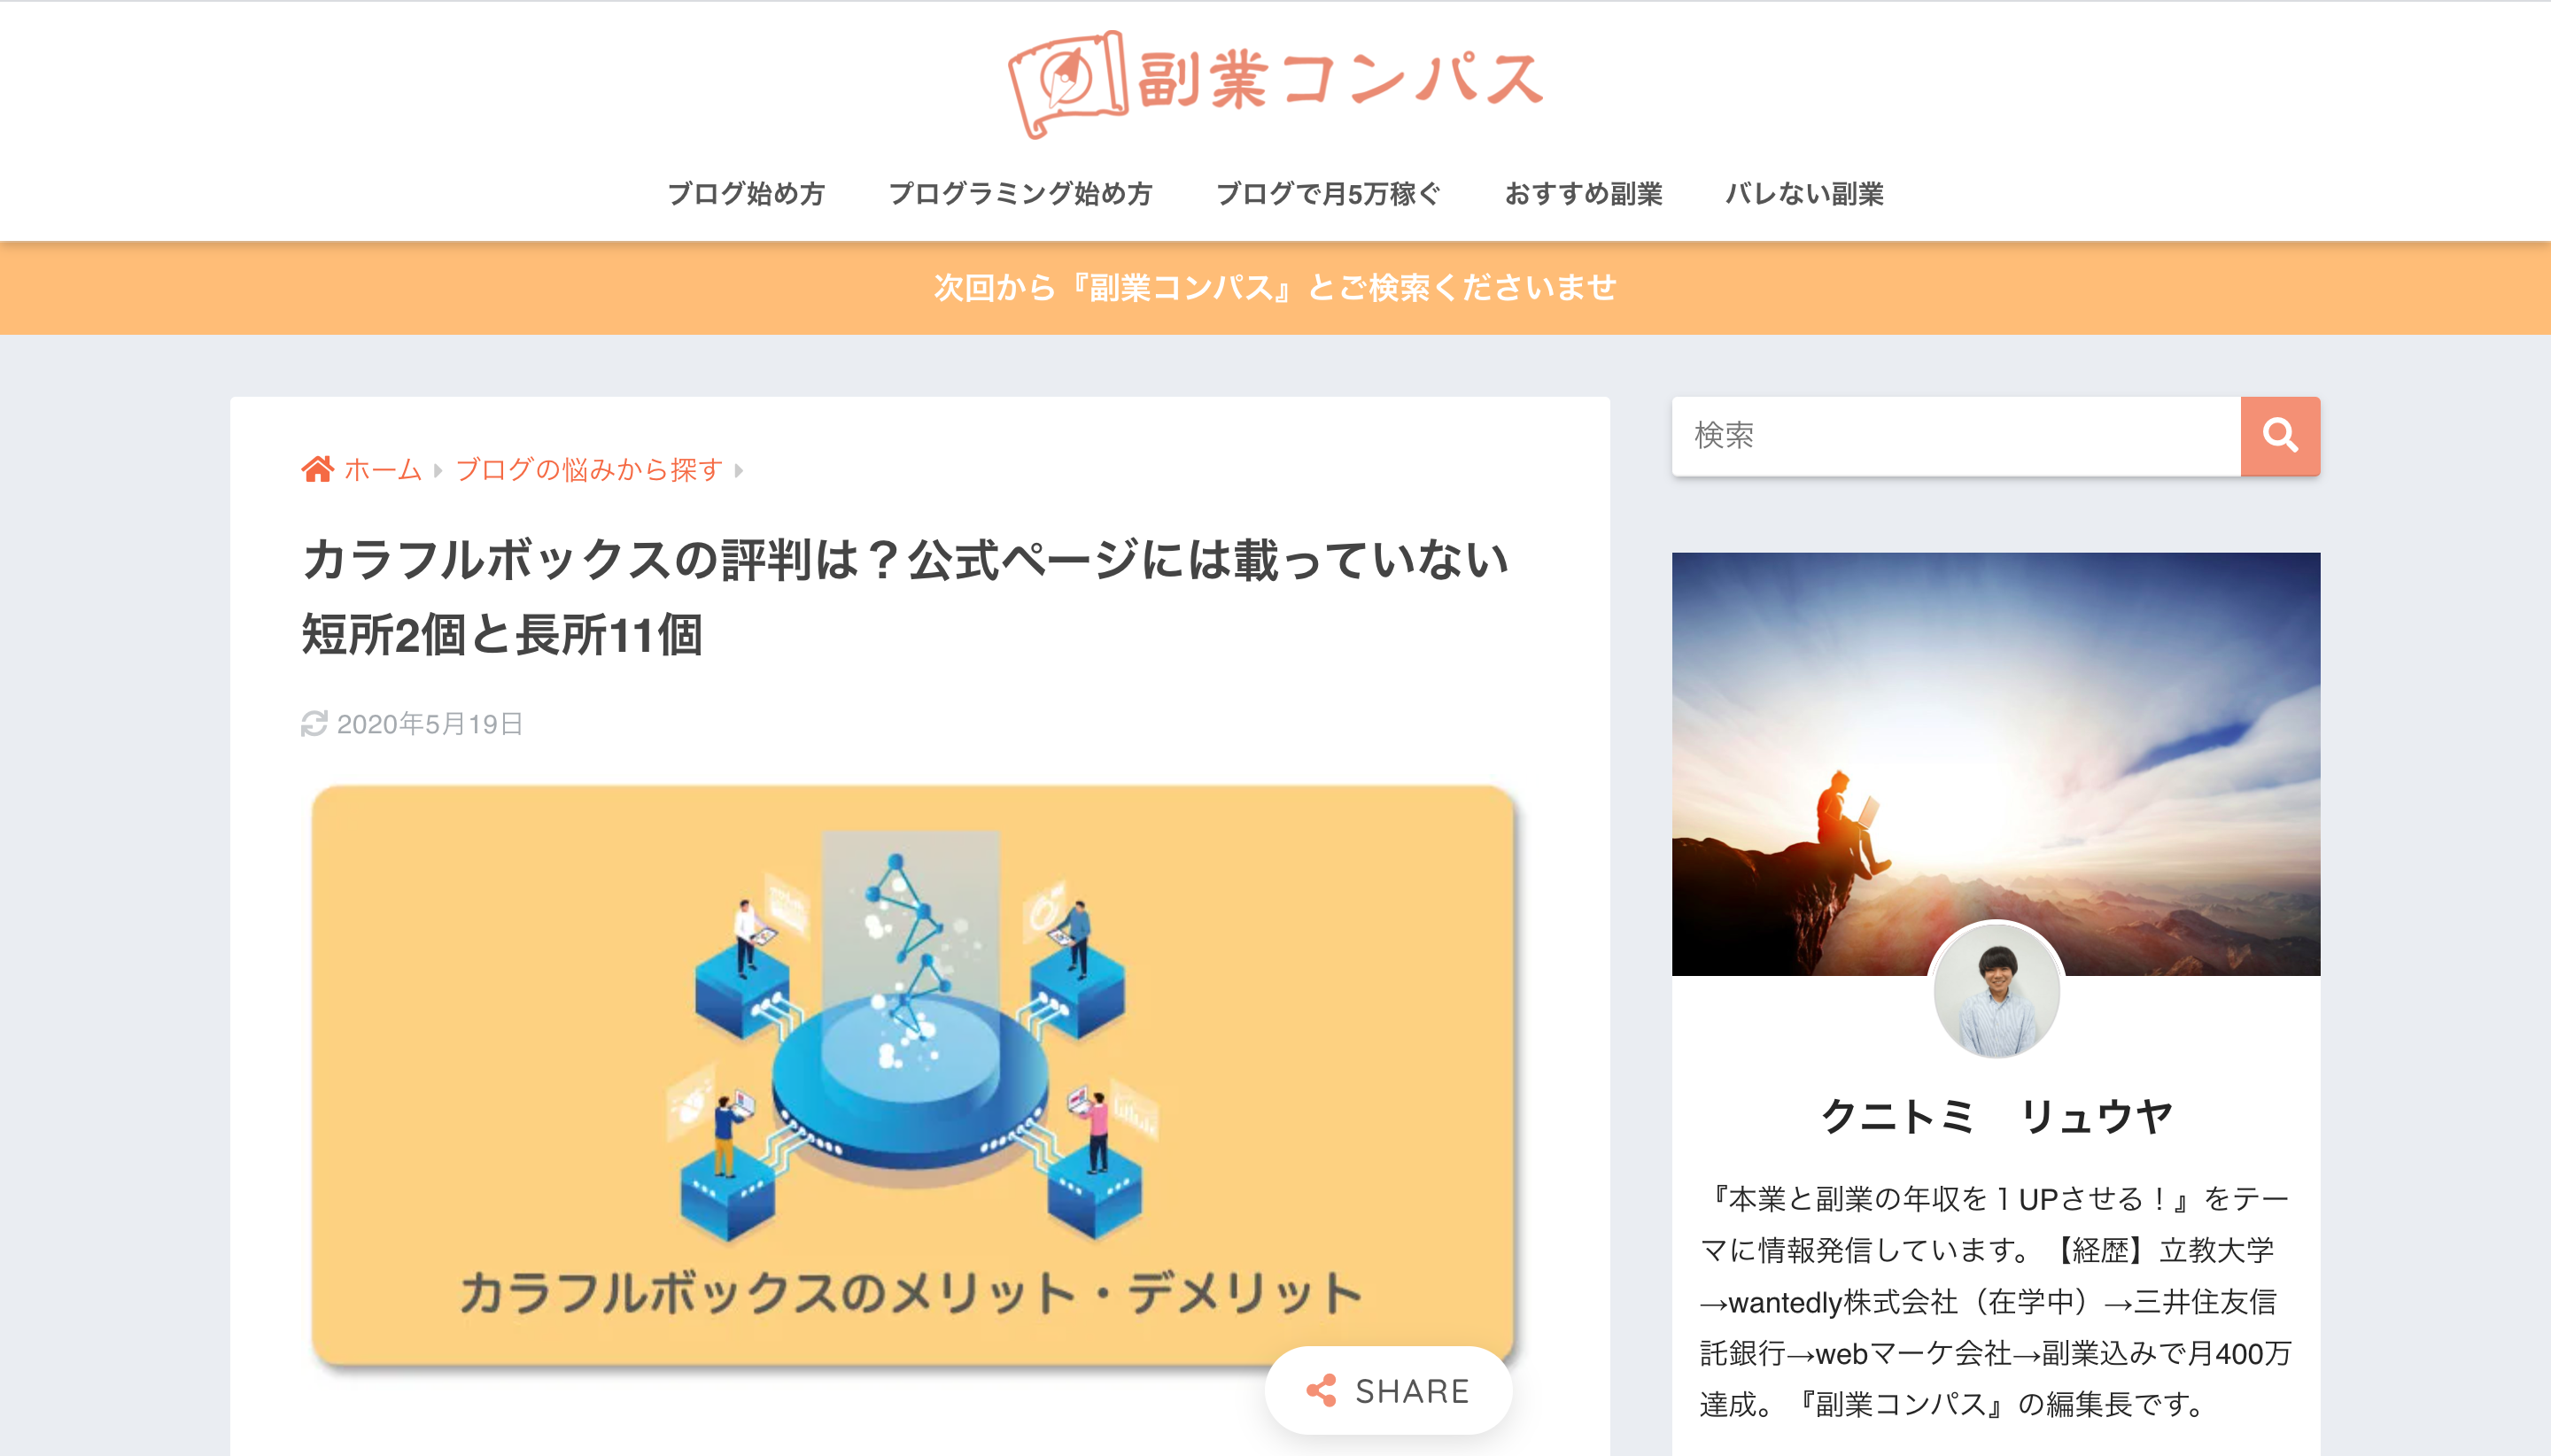 副業コンパス
ブログ始め方 プログラミング始め方 ブログで月5万稼ぐ おすすめ副業 バレない副業
次回から『副業コンパス』とご検索くださいませ
ホーム ブログの悩みから探す
カラフルボックスの評判は？公式ページには載っていない
短所2個と長所11個
2020年5月19日
カラフルボックスのメリット・デメリット
SHARE
検索
クニトミ　リュウヤ
『本業と副業の年収を１UPさせる！』をテー
マに情報発信しています。【経歴】立教大学
→wantedly株式会社（在学中）→三井住友信
託銀行→webマーケ会社→副業込みで月400万
達成。『副業コンパス』の編集長です。